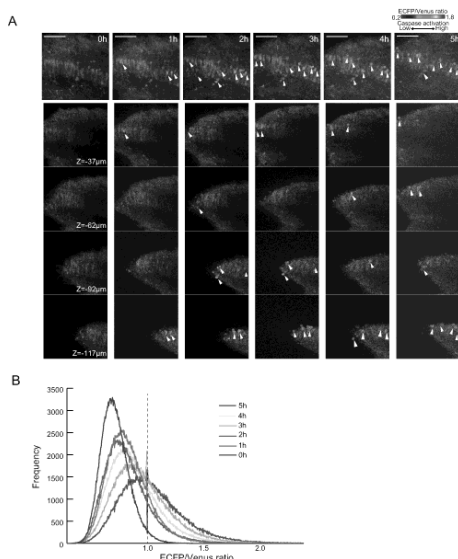 ECFP/Venus ratio
0.2 1.8
Caspase activation
Low High
A
0h 1h 2h 3h 4h 5h
Z=-37μm
Z=-62μm
Z=-92μm
Z=-117μm
B
3500
3000
2500
2000
1500
1000
500
0
Frequency
5h
4h
3h
2h
1h
0h
1.0 1.5 2.0
ECFP/Venus ratio